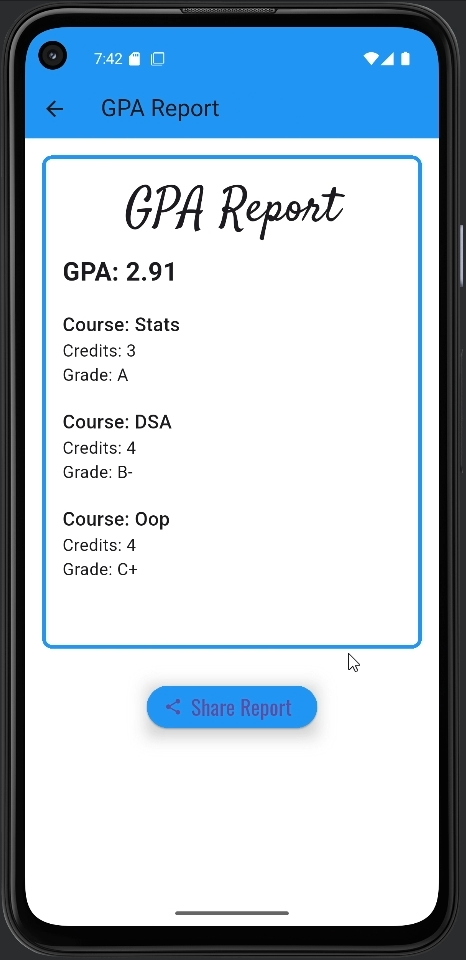 7:42
GPA Report
GPA Report
GPA: 2.91
Course: Stats
Credits: 3
Grade: A
Course: DSA
Credits: 4
Grade: B-
Course: Oop
Credits: 4
Grade: C+
Share Report